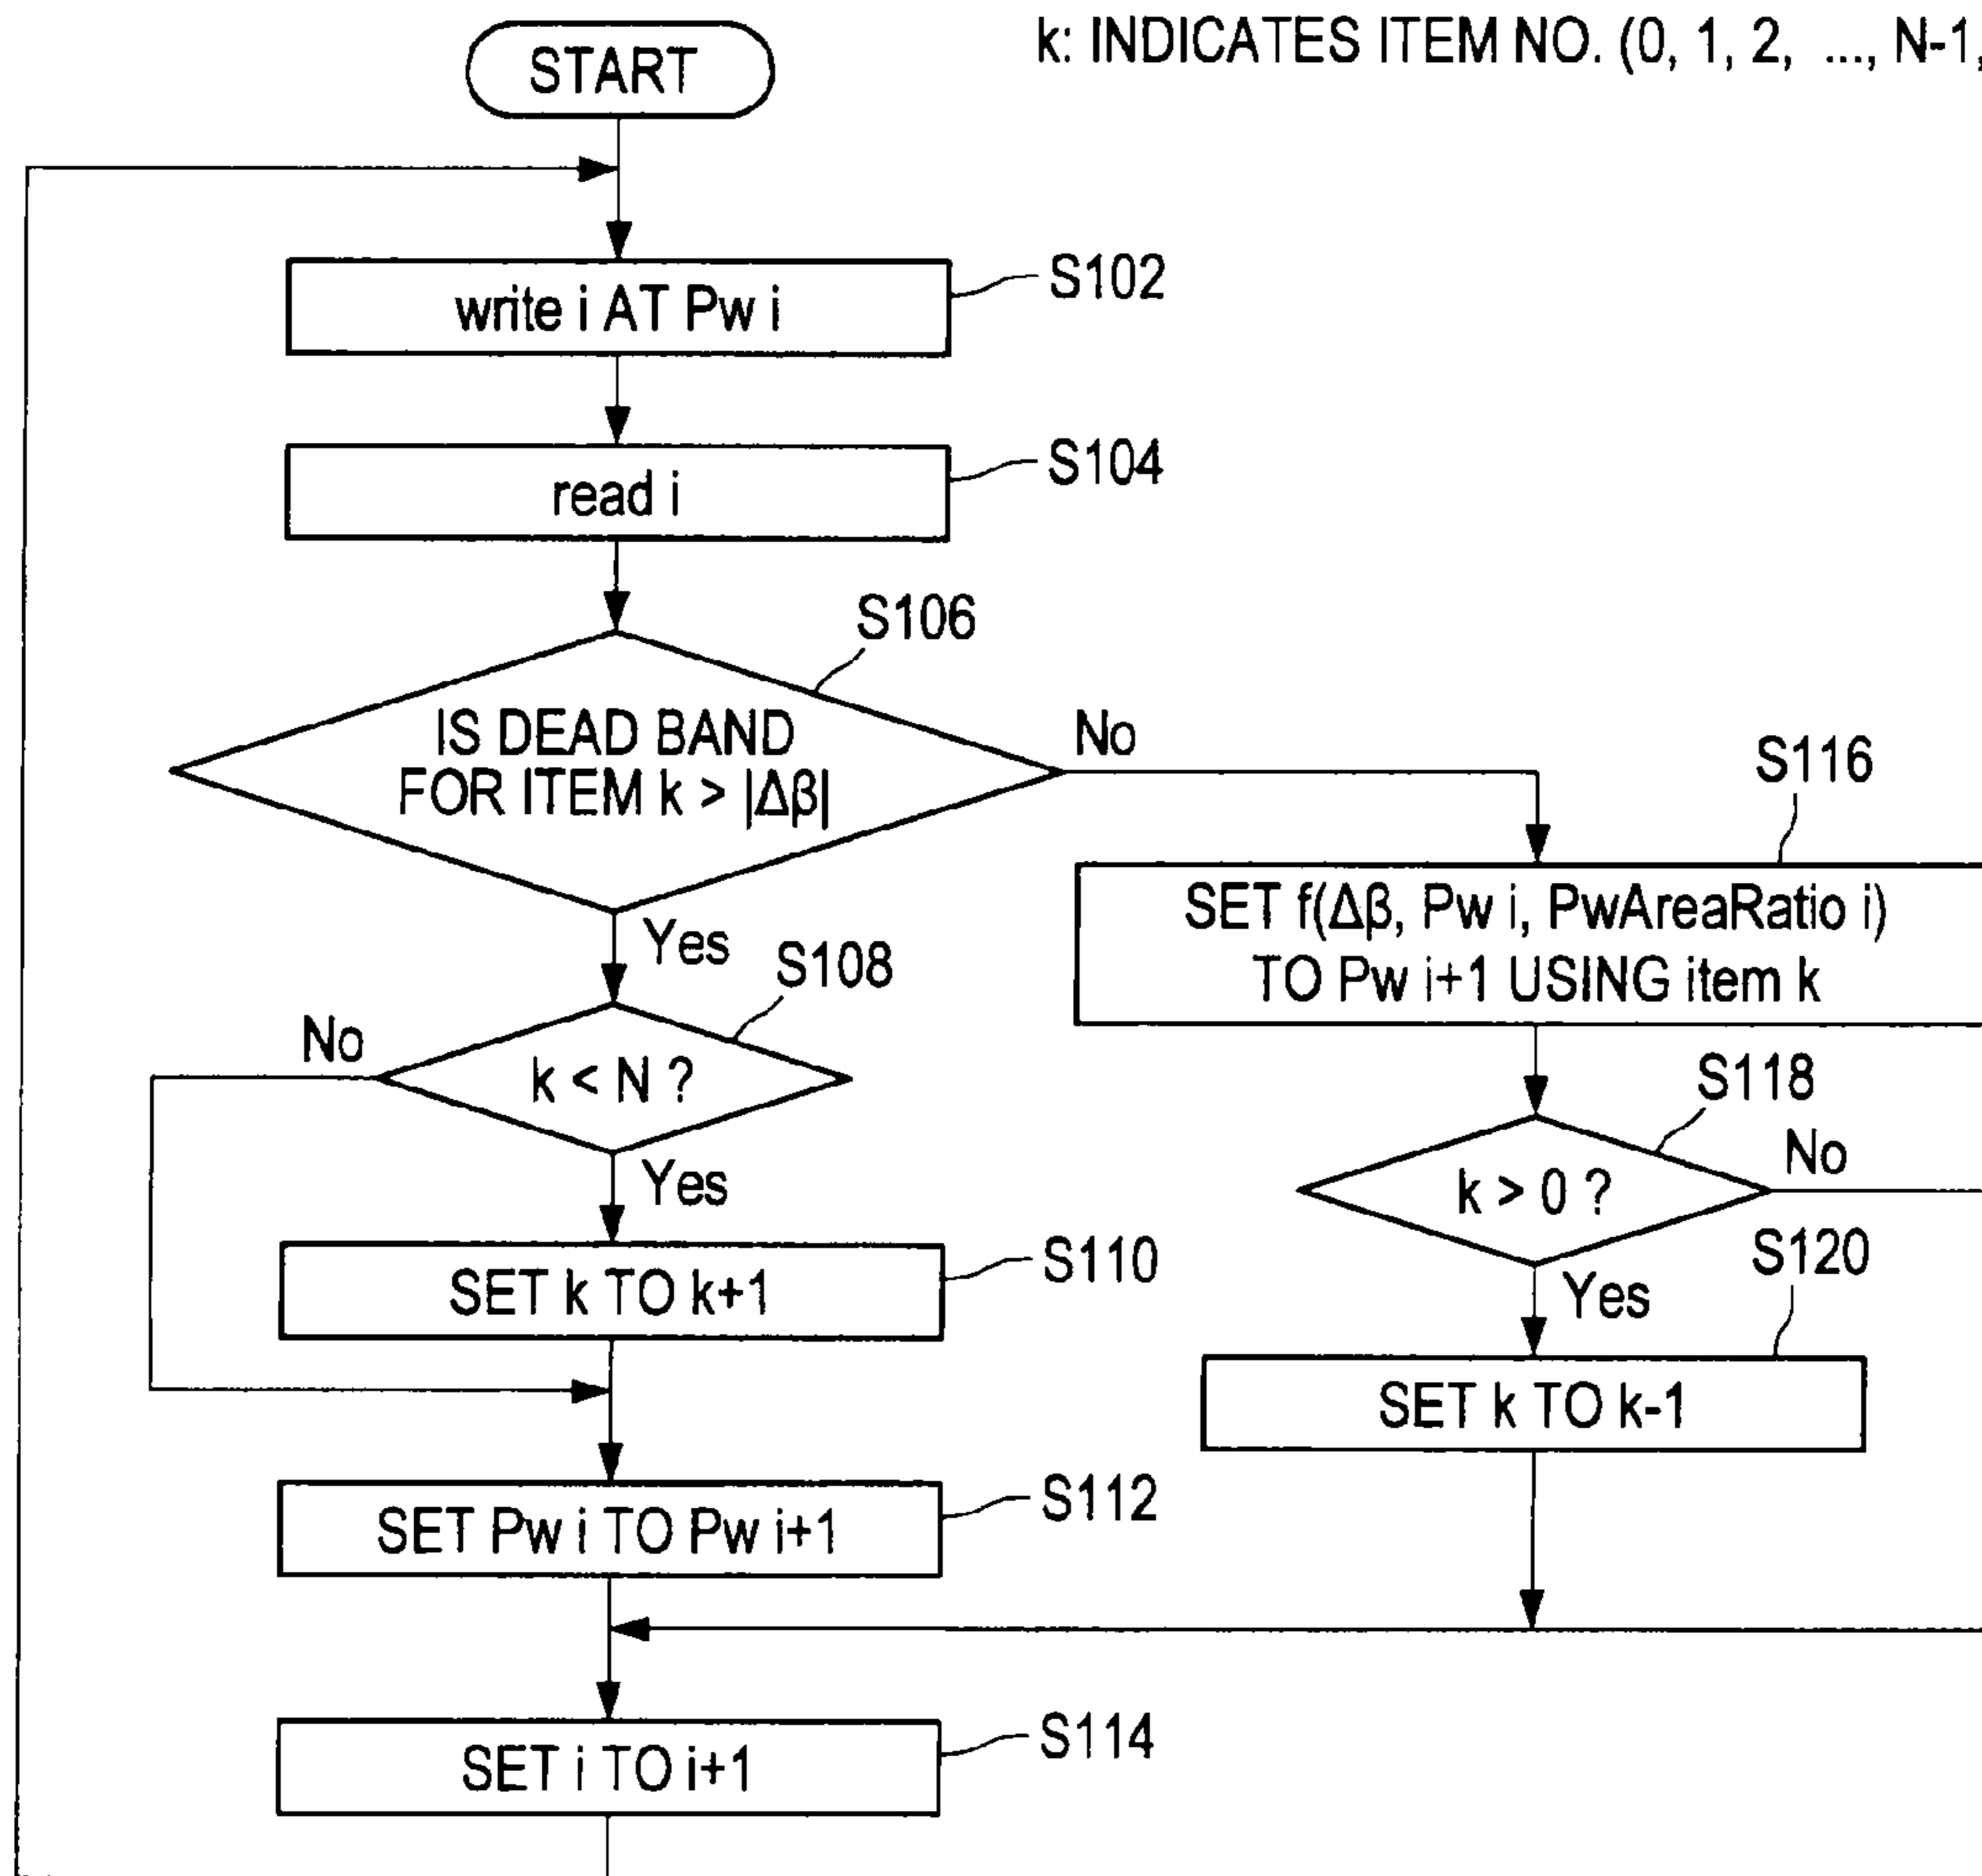 START
k: INDICATES ITEM NO. (0, 1, 2, ..., N-1,
write i AT Pw i
S102
read i
S104
S106
IS DEAD BAND
FOR ITEM k > |Δβ|
No
Yes
S116
SET f(Δβ, Pw i, PwAreaRatio i)
TO Pw i+1 USING item k
S108
k < N ?
No
Yes
S118
k > 0 ?
No
Yes
S110
SET k TO k+1
S120
SET k TO k-1
S112
SET Pw i TO Pw i+1
S114
SET i TO i+1